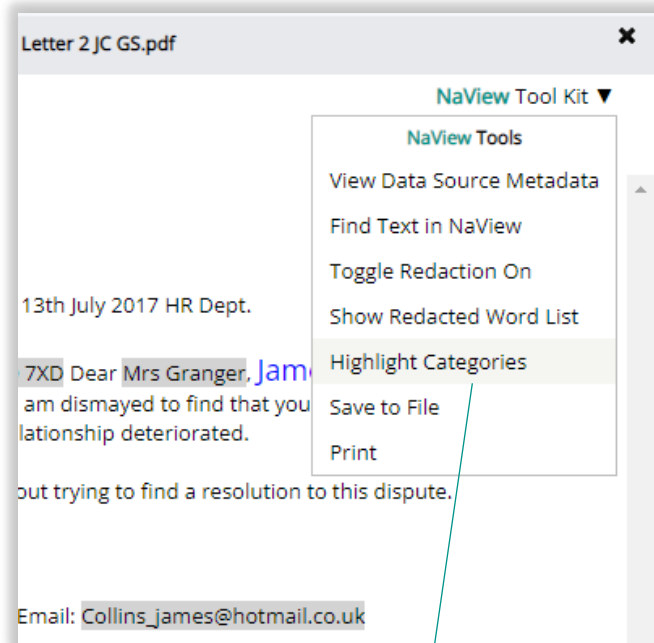 Letter 2 JC GS.pdf
NaView Tool Kit ▼
NaView Tools
View Data Source Metadata
Find Text in NaView
Toggle Redaction On
Show Redacted Word List
Highlight Categories
Save to File
Print
13th July 2017 HR Dept.
7XD Dear Mrs Granger, Jam
am dismayed to find that you
lationship deteriorated.
out trying to find a resolution to this dispute.
Email: Collins_james@hotmail.co.uk